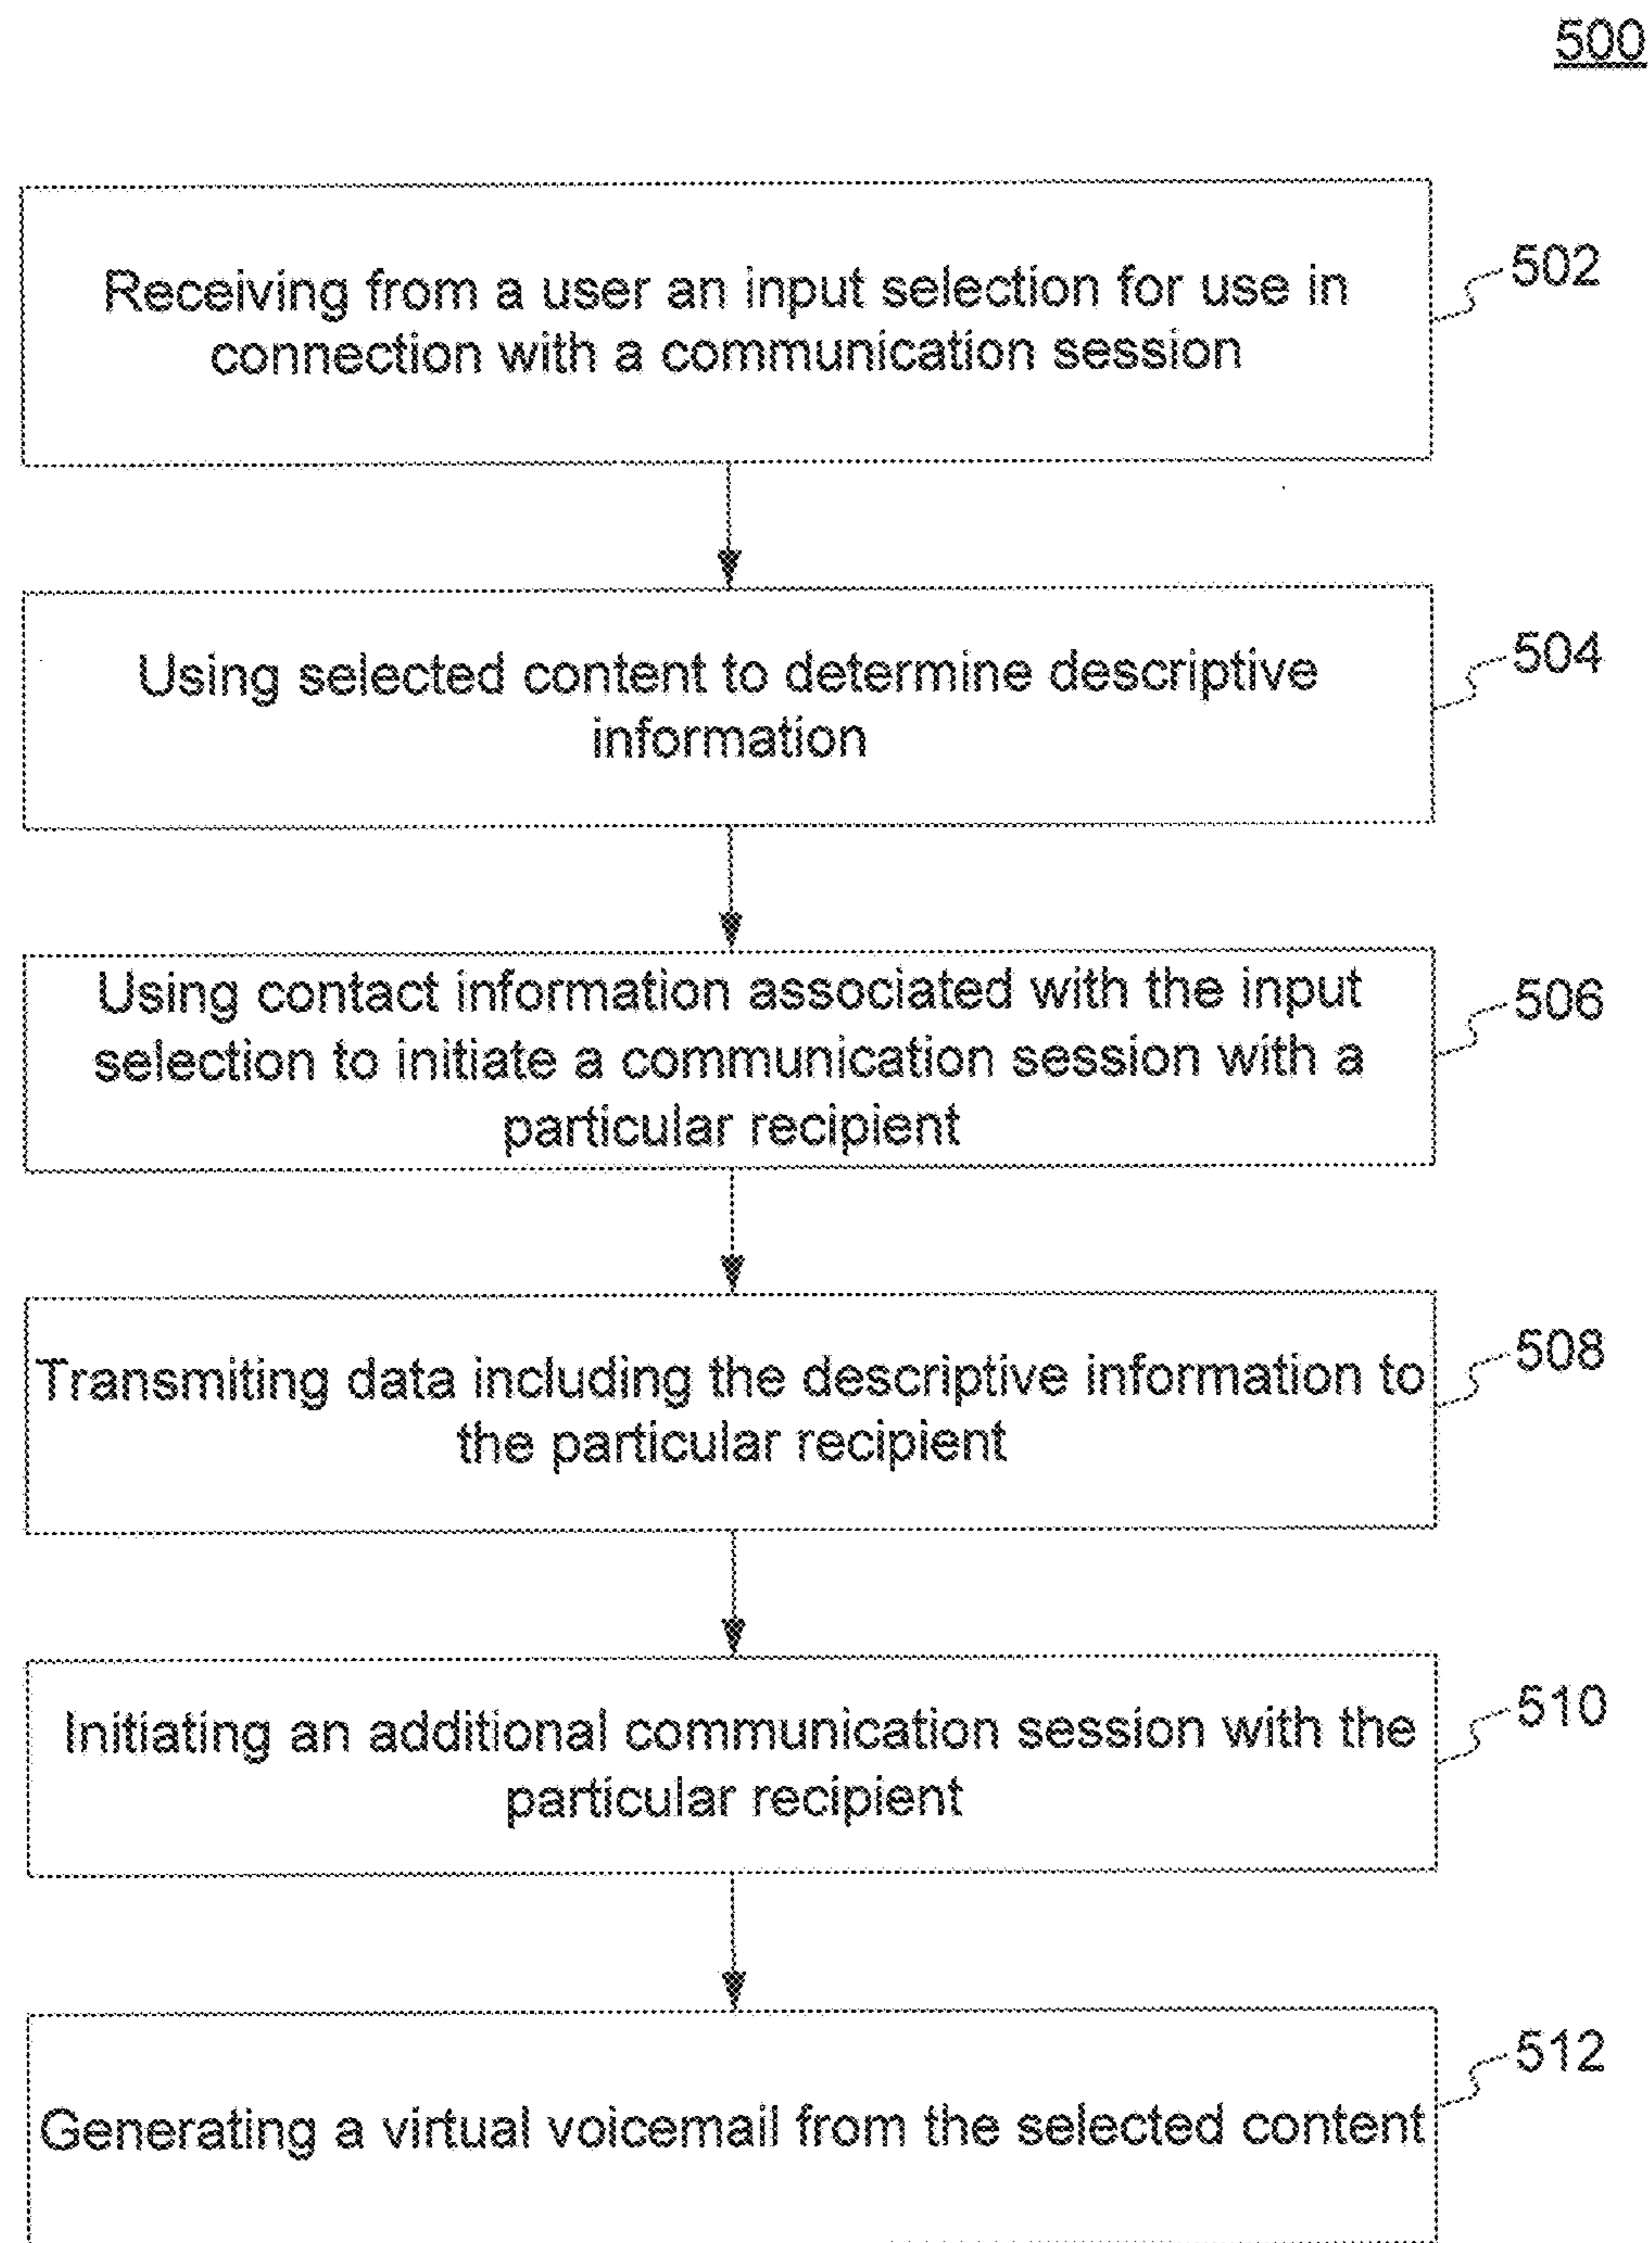 500
Receiving from a user an input selection for use in
connection with a communication session
502
Using selected content to determine descriptive
information
504
Using contact information associated with the input
selection to initiate a communication session with a
particular recipient
506
Transmiting data including the descriptive information to
the particular recipient
508
Initiating an additional communication session with the
particular recipient
510
Generating a virtual voicemail from the selected content
512